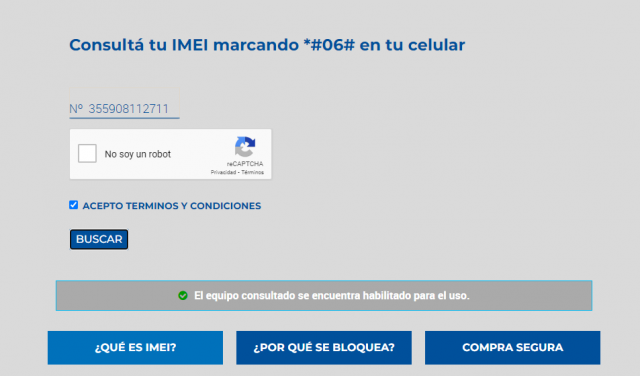 Consultá tu IMEI marcando *#06# en tu celular
Nº 355908112711
No soy un robot
reCAPTCHA
Privacidad - Términos
ACEPTO TERMINOS Y CONDICIONES
BUSCAR
El equipo consultado se encuentra habilitado para el uso.
¿QUÉ ES IMEI?
¿POR QUÉ SE BLOQUEA?
COMPRA SEGURA